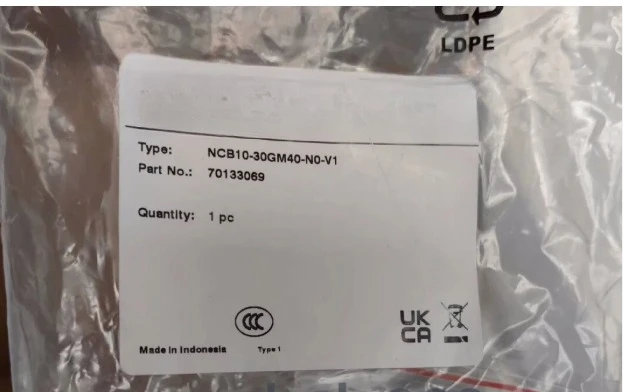 LDPE
Type: NCB10-30GM40-N0-V1
Part No.: 70133069
Quantity: 1 pc
CCC
UK
CA
Made in Indonesia Type 1